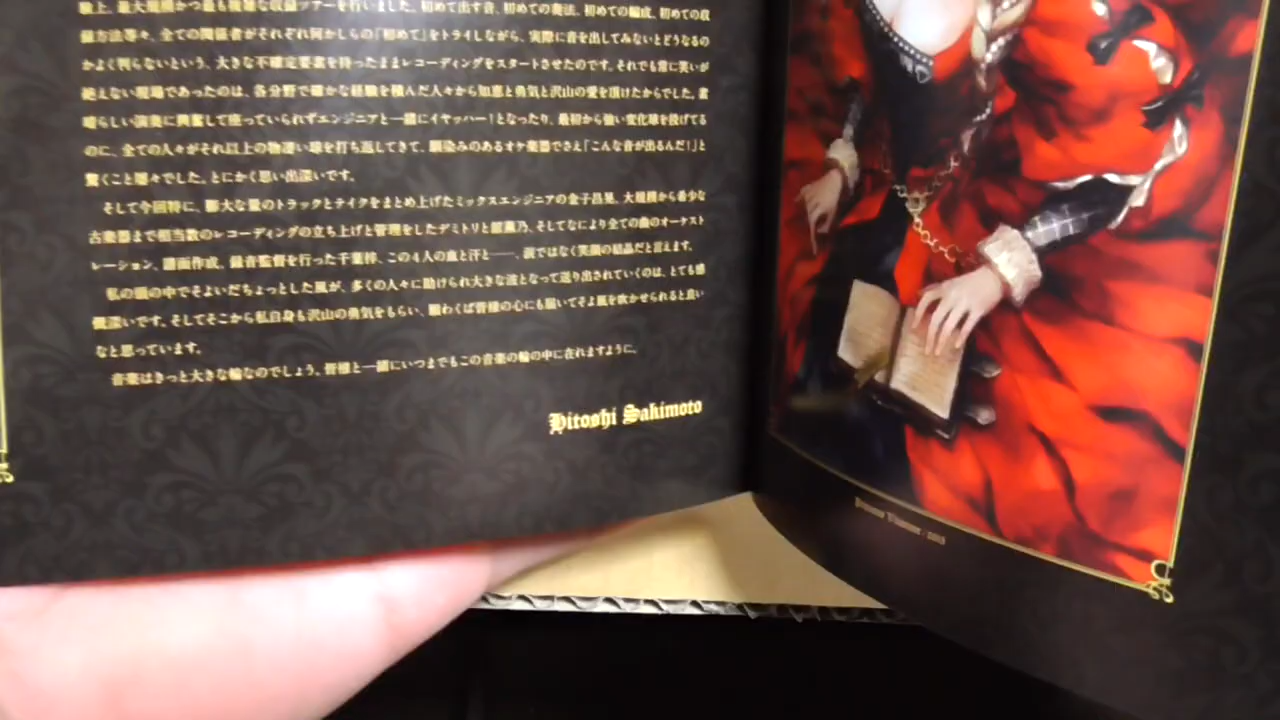 験上、最大規模かつ最も複雑な収録ツアーを行いました。初めて出す音、初めての奏法、初めての編成、初めての収
録方法等々、全ての関係者がそれぞれ何かしらの「初めて」をトライしながら、実際に音を出してみないとどうなるの
かよく判らないという、大きな不確定要素を持ったままレコーディングをスタートさせたのです。それでも常に笑いが
絶えない現場であったのは、各分野で確かな経験を積んだ人々から知恵と勇気と沢山の愛を頂けたからでした。素
晴らしい演奏に興奮して座っていられずエンジニアと一緒にイヤッハー!となったり、最初から強い変化球を投げてる
のに、全ての人々がそれ以上の物凄い球を打ち返してきて、馴染みのあるオケ楽器でさえ「こんな音が出るんだ!」と
驚くこと屡々でした。とにかく思い出深いです。
そして今回特に、膨大な量のトラックとテイクをまとめ上げたミックスエンジニアの金子昌晃、大規模から希少な
古楽器まで相当数のレコーディングの立ち上げと管理をしたデミトリと、そしてなにより全ての曲のオーケスト
レーション、譜面作成、録音監督を行った千葉梓、この4人の血と汗と――、涙ではなく笑顔の結晶だと言えます。
私の頭の中でそよいだちょっとした風が、多くの人々に助けられ大きな波となって送り出されていくのは、とても感
慨深いです。そしてそこから私自身も沢山の勇気をもらい、願わくば皆様の心にも届いてそよ風を吹かせられると良い
なと思っています。
音楽はきっと大きな輪なのでしょう。皆様と一緒にいつまでもこの音楽の輪の中に在れますように。
Hitoshi Sakimoto